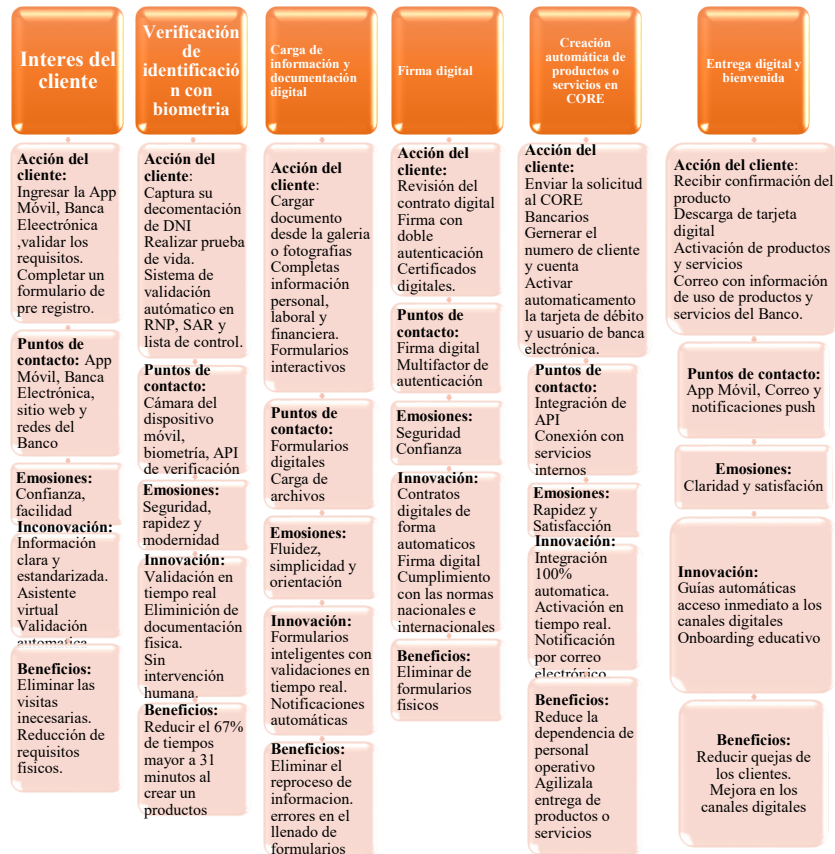 Interes del
cliente
Acción del
cliente:
Ingresar la App
Móvil, Banca
Eleectrónica
,validar los
requisitos.
Completar un
formulario de
pre registro.
Puntos de
contacto: App
Móvil, Banca
Electrónica,
sitio web y
redes del
Banco
Emosiones:
Confianza,
facilidad
Inconovación:
Información
clara y
estandarizada.
Asistente
virtual
Validación
automatica
Beneficios:
Eliminar las
visitas
inecesarias.
Reducción de
requisitos
físicos.
Verificación
de
identificació
n con
biometria
Acción del
cliente:
Captura su
decomentación
de DNI
Realizar prueba
de vida.
Sistema de
validación
autómatico en
RNP, SAR y
lista de control.
Puntos de
contacto:
Cámara del
dispositivo
móvil,
biometría, API
de verificación
Emosiones:
Seguridad,
rapidez y
modernidad
Innovación:
Validación en
tiempo real
Eliminición de
documentación
fisica.
Sin
intervención
humana.
Beneficios:
Reducir el 67%
de tiempos
mayor a 31
minutos al
crear un
productos
Carga de
información y
documentación
digital
Acción del
cliente:
Cargar
documento
desde la galeria
o fotografías
Completas
información
personal,
laboral y
financiera.
Formularios
interactivos
Puntos de
contacto:
Formularios
digitales
Carga de
archivos
Emosiones:
Fluidez,
simplicidad y
orientación
Innovación:
Formularios
inteligentes con
validaciones en
tiempo real.
Notificaciones
automáticas
Beneficios:
Eliminar el
reproceso de
informacion.
errores en el
llenado de
formularios
Firma digital
Acción del
cliente:
Revisión del
contrato digital
Firma con
doble
autenticación
Certificados
digitales.
Puntos de
contacto:
Firma digital
Multifactor de
autenticación
Emosiones:
Seguridad
Confianza
Innovación:
Contratos
digitales de
forma
automaticos
Firma digital
Cumplimiento
con las normas
nacionales e
internacionales
Beneficios:
Eliminar de
formularios
físicos
Creación
automática de
productos o
servicios en
CORE
Acción del
cliente:
Enviar la solicitud
al CORE
Bancarios
Gernerar el
numero de cliente
y cuenta
Activar
automaticamento
la tarjeta de débito
y usuario de banca
electrónica.
Puntos de
contacto:
Integración de
API
Conexión con
servicios
internos
Emosiones:
Rapidez y
Satisfacción
Innovación:
Integración
100%
automatica.
Activación en
tiempo real.
Notificación
por correo
electrónico
Beneficios:
Reduce la
dependencia de
personal
operativo
Agilizala
entrega de
productos o
servicios
Entrega digital y
bienvenida
Acción del cliente:
Recibir confirmación del
producto
Descarga de tarjeta
digital
Activación de productos
y servicios
Correo con información
de uso de productos y
servicios del Banco.
Puntos de contacto:
App Móvil, Correo y
notificaciones push
Emosiones:
Claridad y satisfación
Innovación:
Guías automáticas
acceso inmediato a los
canales digitales
Onboarding educativo
Beneficios:
Reducir quejas de
los clientes.
Mejora en los
canales digitales